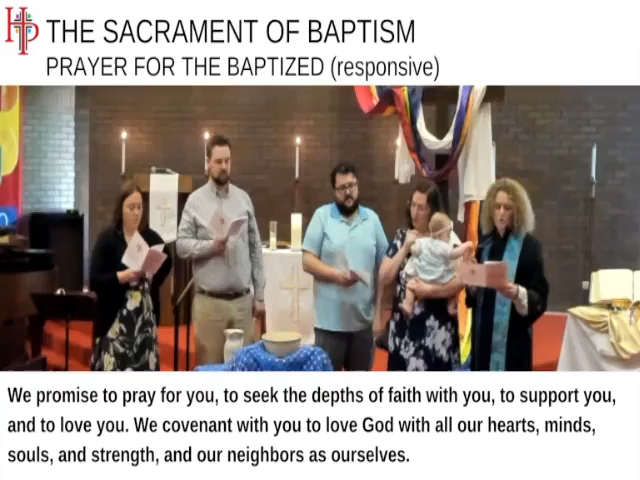 HP
THE SACRAMENT OF BAPTISM
PRAYER FOR THE BAPTIZED (responsive)
We promise to pray for you, to seek the depths of faith with you, to support you,
and to love you. We covenant with you to love God with all our hearts, minds,
souls, and strength, and our neighbors as ourselves.